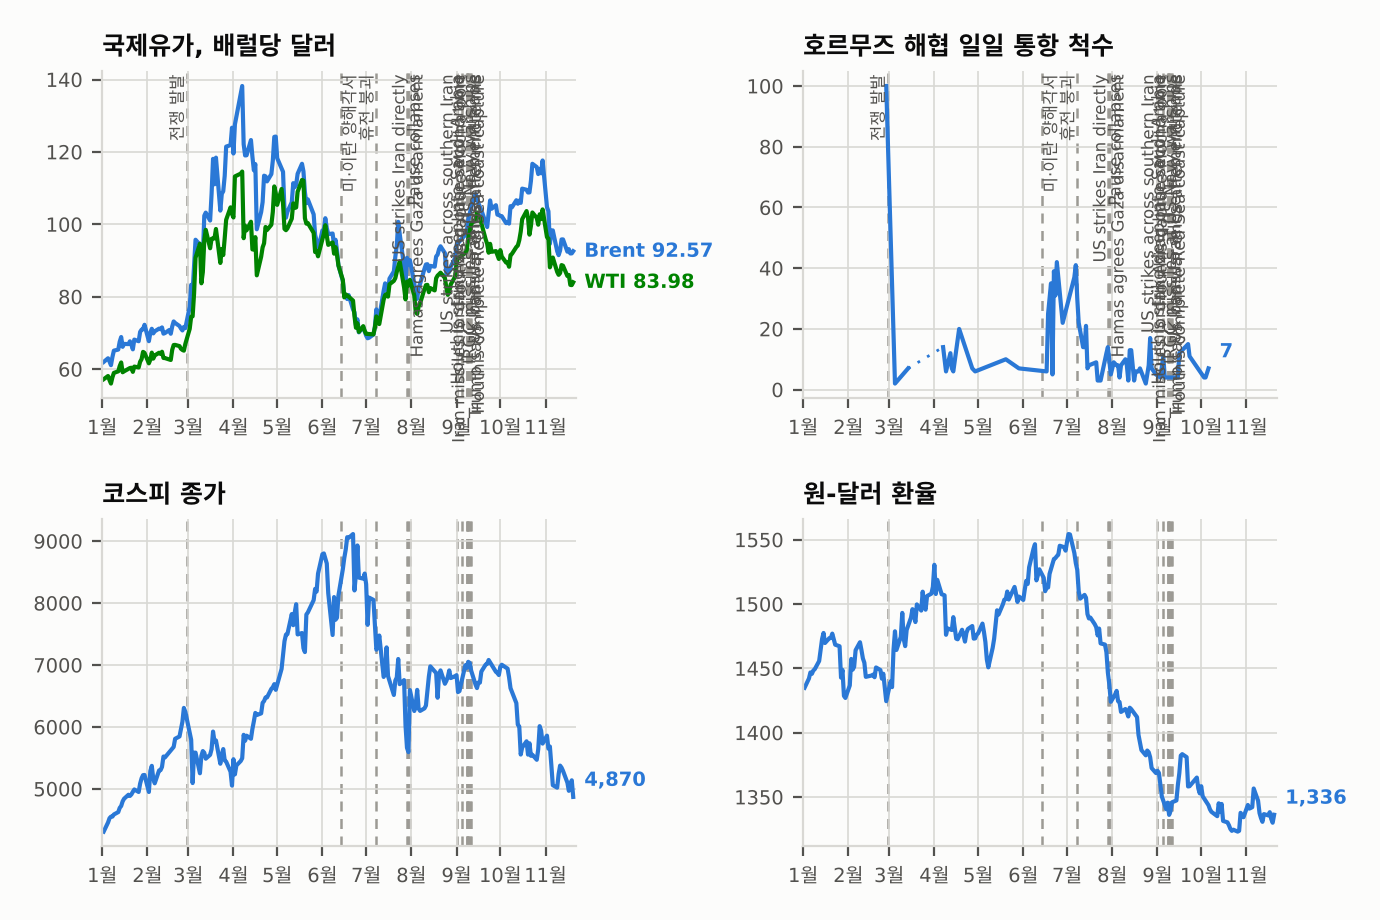 국제유가, 배럴당 달러
140
120
100
80
60
전쟁 발발
미·이란 양해각서
휴전 붕괴
US strikes Iran directly
Hamas agrees Gaza disarmament
US strikes across southern Iran
Brent 92.57
WTI 83.98
1월 2월 3월 4월 5월 6월 7월 8월 9월 10월 11월
호르무즈 해협 일일 통항 척수
100
80
60
40
20
0
전쟁 발발
미·이란 양해각서
휴전 붕괴
US strikes Iran directly
Hamas agrees Gaza disarmament
US strikes across southern Iran
7
1월 2월 3월 4월 5월 6월 7월 8월 9월 10월 11월
코스피 종가
9000
8000
7000
6000
5000
4,870
1월 2월 3월 4월 5월 6월 7월 8월 9월 10월 11월
원-달러 환율
1550
1500
1450
1400
1350
1,336
1월 2월 3월 4월 5월 6월 7월 8월 9월 10월 11월